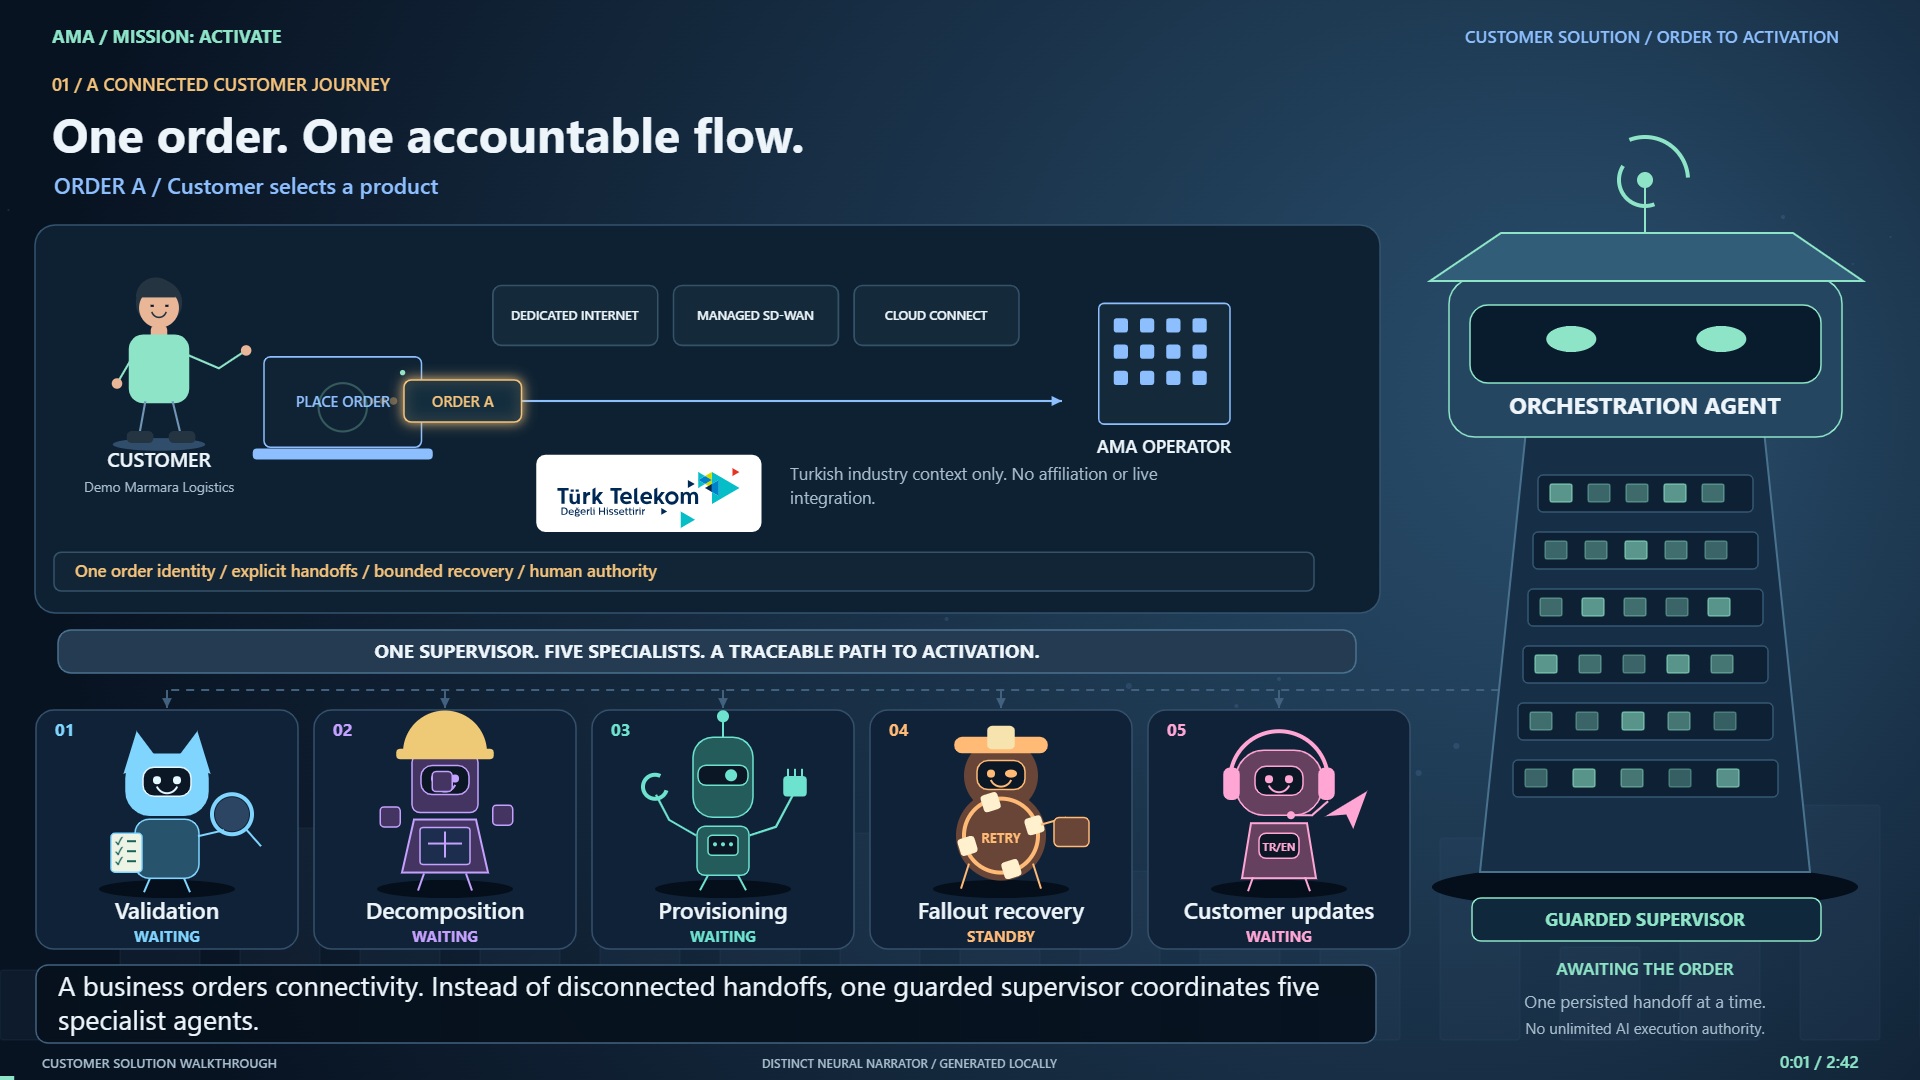 AMA / MISSION: ACTIVATE
CUSTOMER SOLUTION / ORDER TO ACTIVATION
01 / A CONNECTED CUSTOMER JOURNEY
One order. One accountable flow.
ORDER A / Customer selects a product
DEDICATED INTERNET
MANAGED SD-WAN
CLOUD CONNECT
PLACE ORDER
ORDER A
AMA OPERATOR
CUSTOMER
Demo Marmara Logistics
Türk Telekom
Değerli Hissettirir
Turkish industry context only. No affiliation or live
integration.
One order identity / explicit handoffs / bounded recovery / human authority
ORCHESTRATION AGENT
ONE SUPERVISOR. FIVE SPECIALISTS. A TRACEABLE PATH TO ACTIVATION.
01
Validation
WAITING
02
Decomposition
WAITING
03
Provisioning
WAITING
04
RETRY
Fallout recovery
STANDBY
05
TR/EN
Customer updates
WAITING
GUARDED SUPERVISOR
AWAITING THE ORDER
One persisted handoff at a time.
No unlimited AI execution authority.
A business orders connectivity. Instead of disconnected handoffs, one guarded supervisor coordinates five
specialist agents.
CUSTOMER SOLUTION WALKTHROUGH
DISTINCT NEURAL NARRATOR / GENERATED LOCALLY
0:01 / 2:42